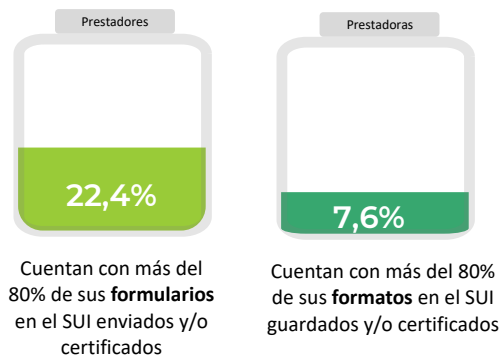 Prestadores
22,4%
Cuentan con más del
80% de sus formularios
en el SUI enviados y/o
certificados
Prestadoras
7,6%
Cuentan con más del 80%
de sus formatos en el SUI
guardados y/o certificados